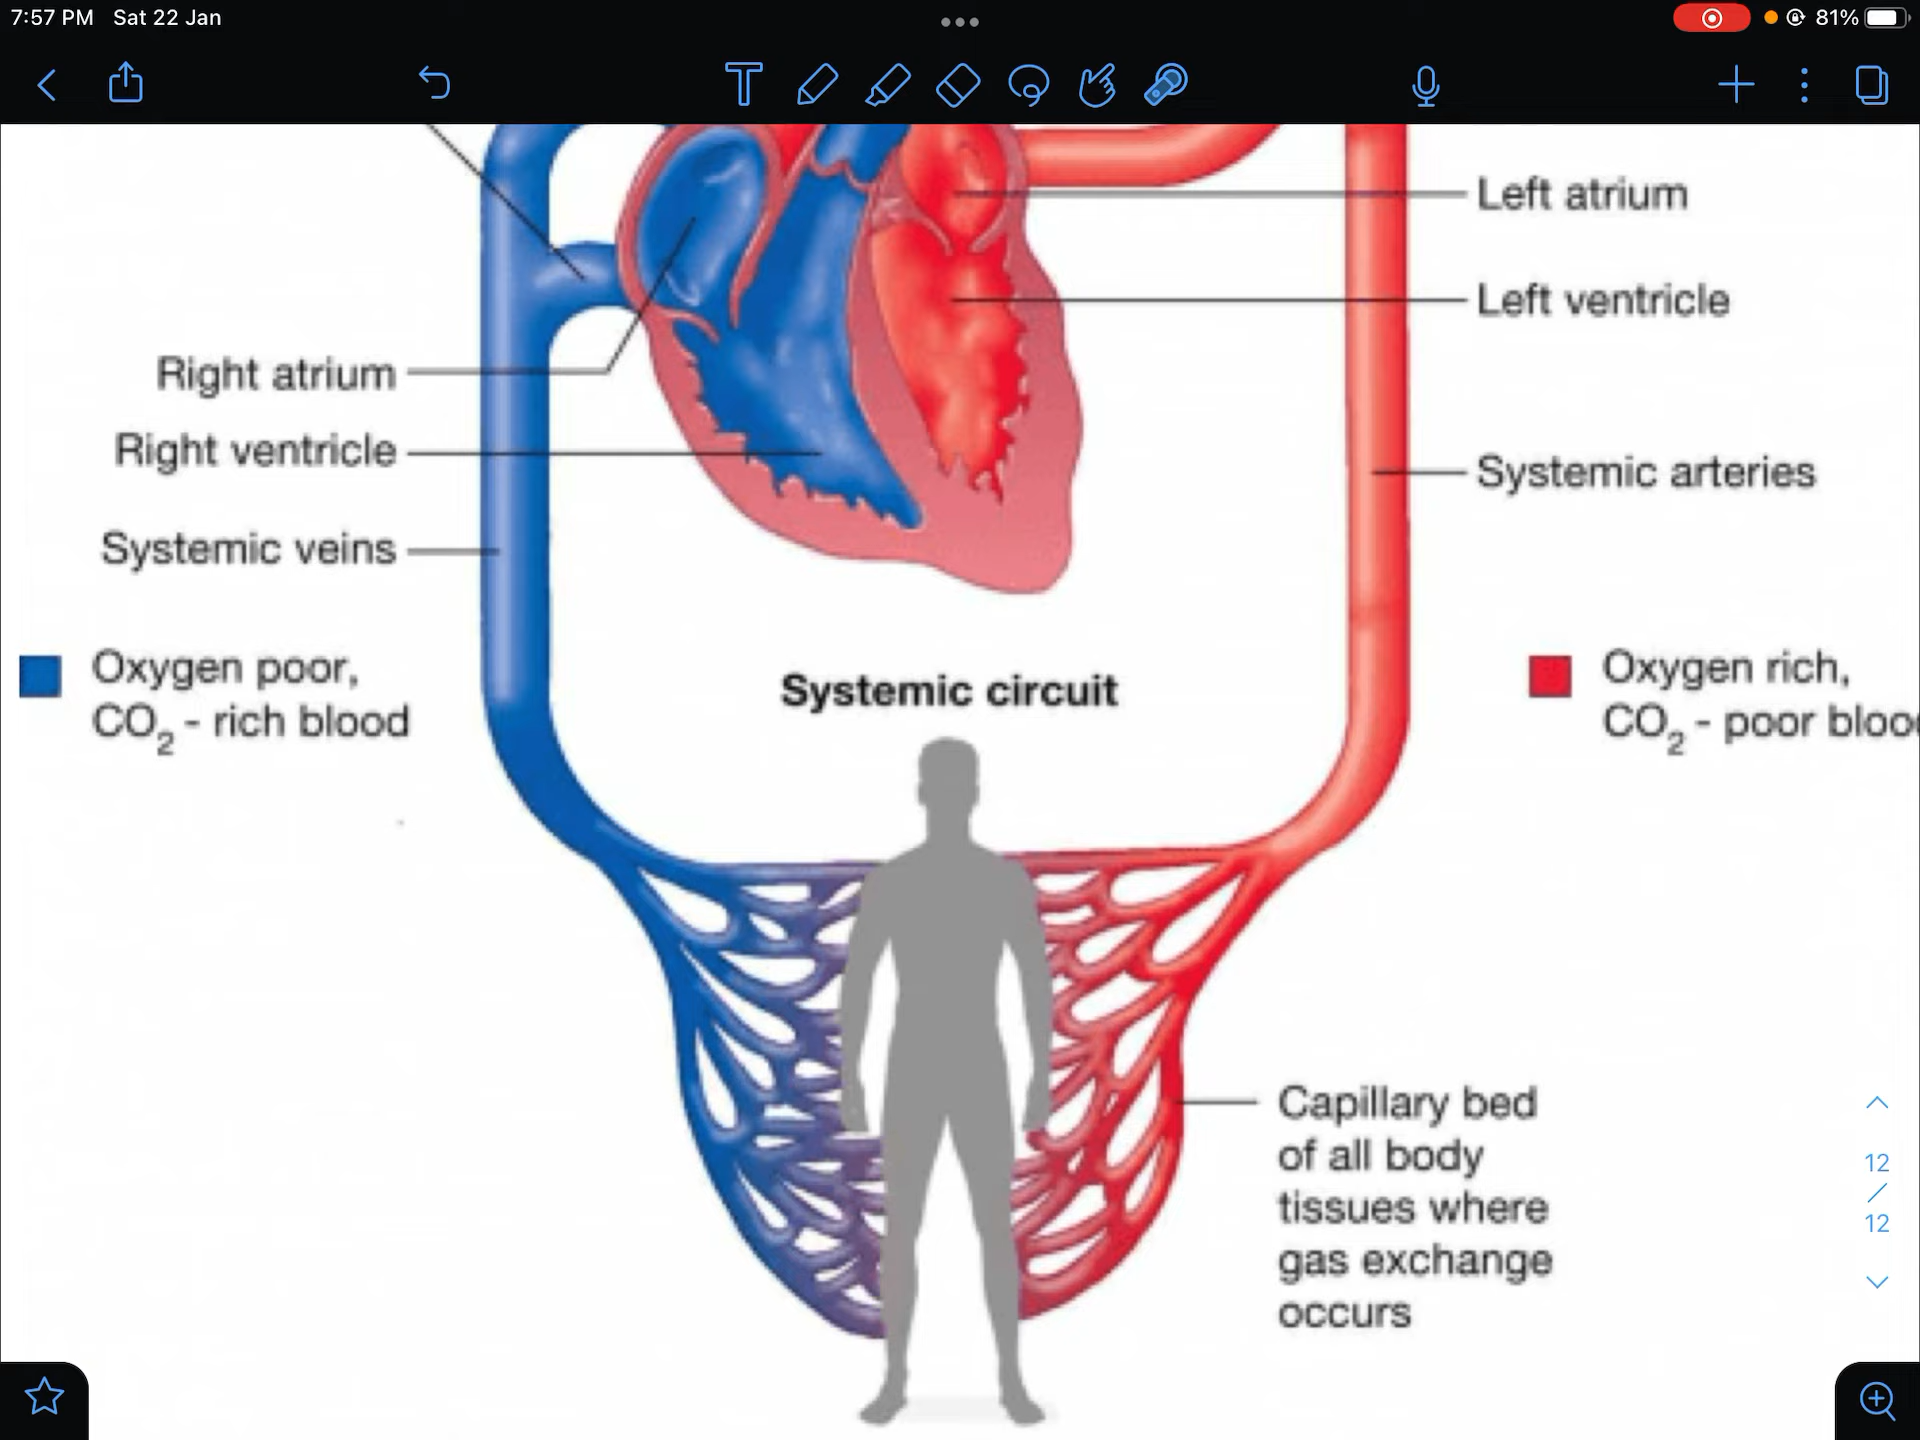 7:57 PM Sat 22 Jan
81%
Left atrium
Left ventricle
Right atrium
Right ventricle
Systemic arteries
Systemic veins
Oxygen poor,
CO₂ - rich blood
Oxygen rich,
CO₂ - poor bloo
Systemic circuit
Capillary bed
of all body
tissues where
gas exchange
occurs
12
/
12